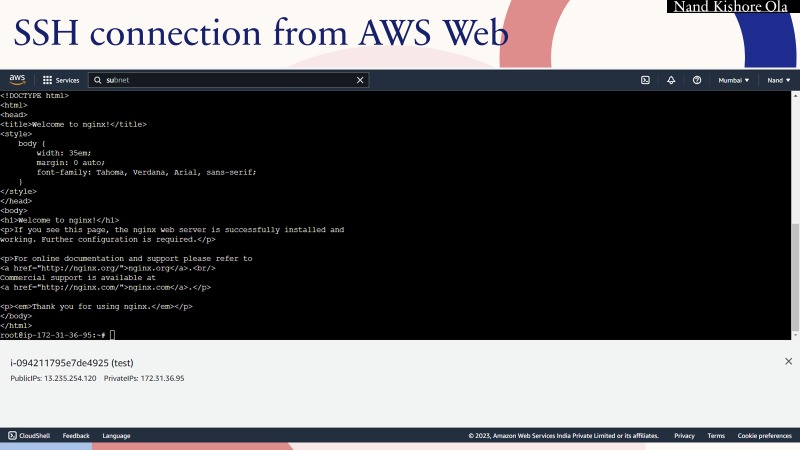 Nand Kishore Ola
SSH connection from AWS Web
aws Services subnet Mumbai Nand
<!DOCTYPE html>
<html>
<head>
<title>Welcome to nginx!</title>
<style>
    body {
        width: 35em;
        margin: 0 auto;
        font-family: Tahoma, Verdana, Arial, sans-serif;
    }
</style>
</head>
<body>
<h1>Welcome to nginx!</h1>
<p>If you see this page, the nginx web server is successfully installed and
working. Further configuration is required.</p>

<p>For online documentation and support please refer to
<a href="http://nginx.org/">nginx.org</a>.<br/>
Commercial support is available at
<a href="http://nginx.com/">nginx.com</a>.</p>

<p><em>Thank you for using nginx.</em></p>
</body>
</html>
root@ip-172-31-36-95:~#
i-094211795e7de4925 (test)
PublicIPs: 13.235.254.120 PrivateIPs: 172.31.36.95
CloudShell Feedback Language © 2023, Amazon Web Services India Private Limited or its affiliates. Privacy Terms Cookie preferences